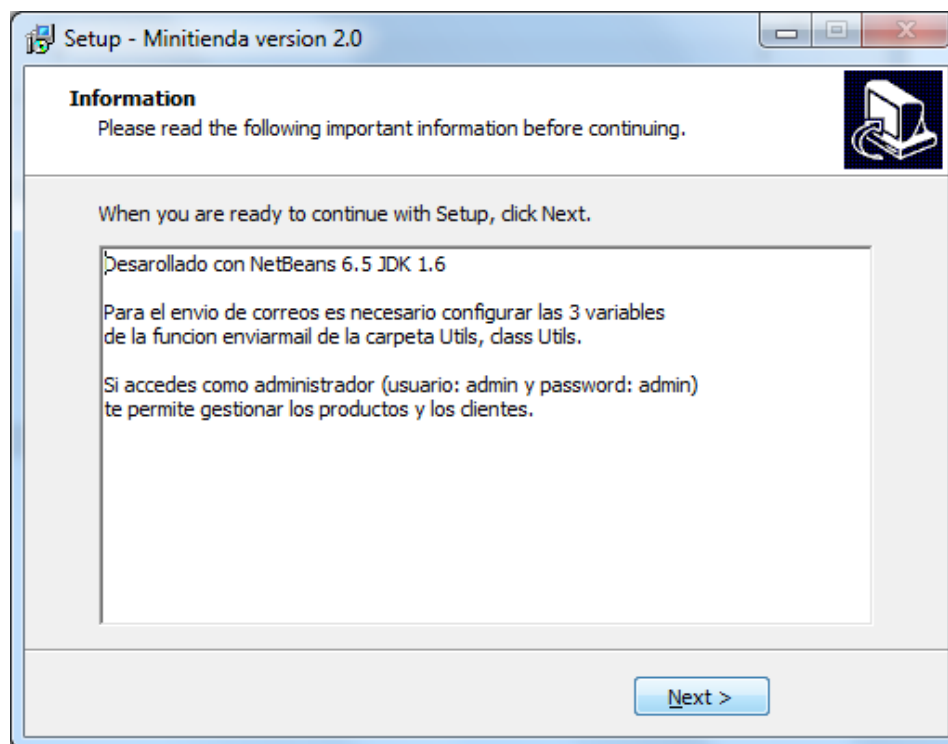 Setup - Minitienda version 2.0
Information
Please read the following important information before continuing.
When you are ready to continue with Setup, click Next.
Desarollado con NetBeans 6.5 JDK 1.6
Para el envio de correos es necesario configurar las 3 variables
de la funcion enviarmail de la carpeta Utils, class Utils.
Si accedes como administrador (usuario: admin y password: admin)
te permite gestionar los productos y los clientes.
Next >